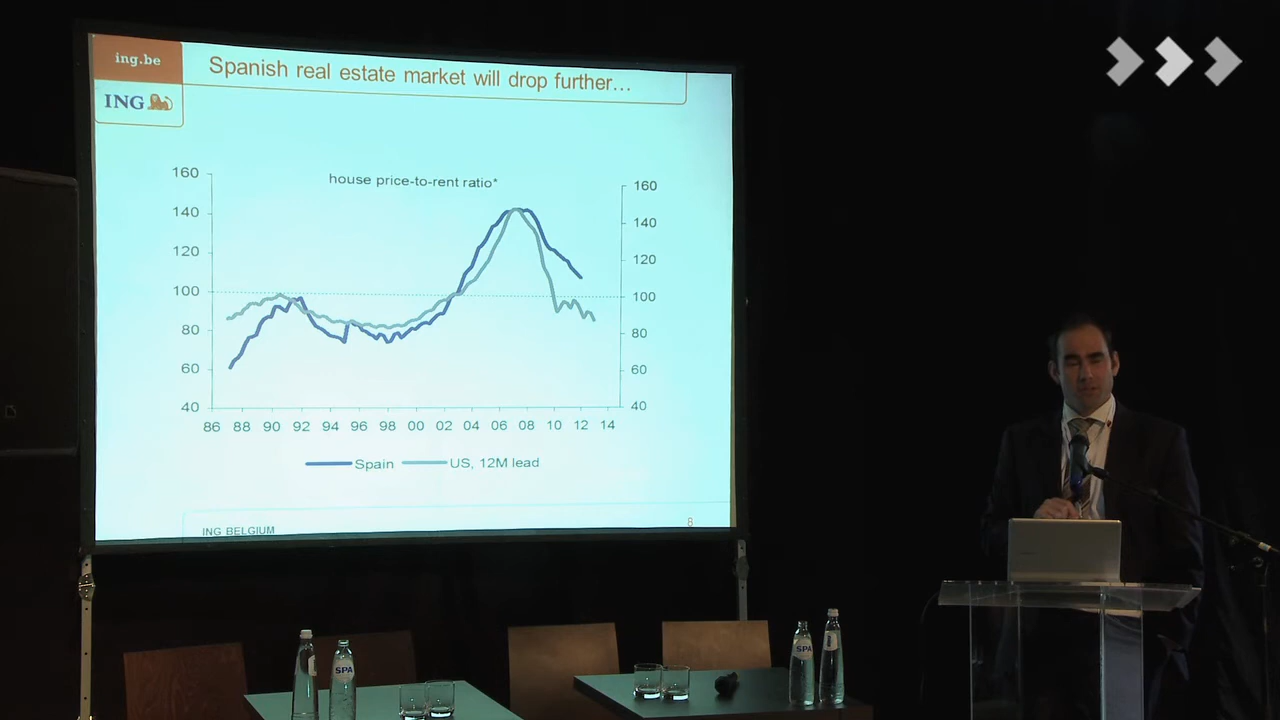 ing.be
ING
Spanish real estate market will drop further...
house price-to-rent ratio*
160
140
120
100
80
60
40
160
140
120
100
80
60
40
86 88 90 92 94 96 98 00 02 04 06 08 10 12 14
Spain US, 12M lead
ING BELGIUM
8
SPA
SPA